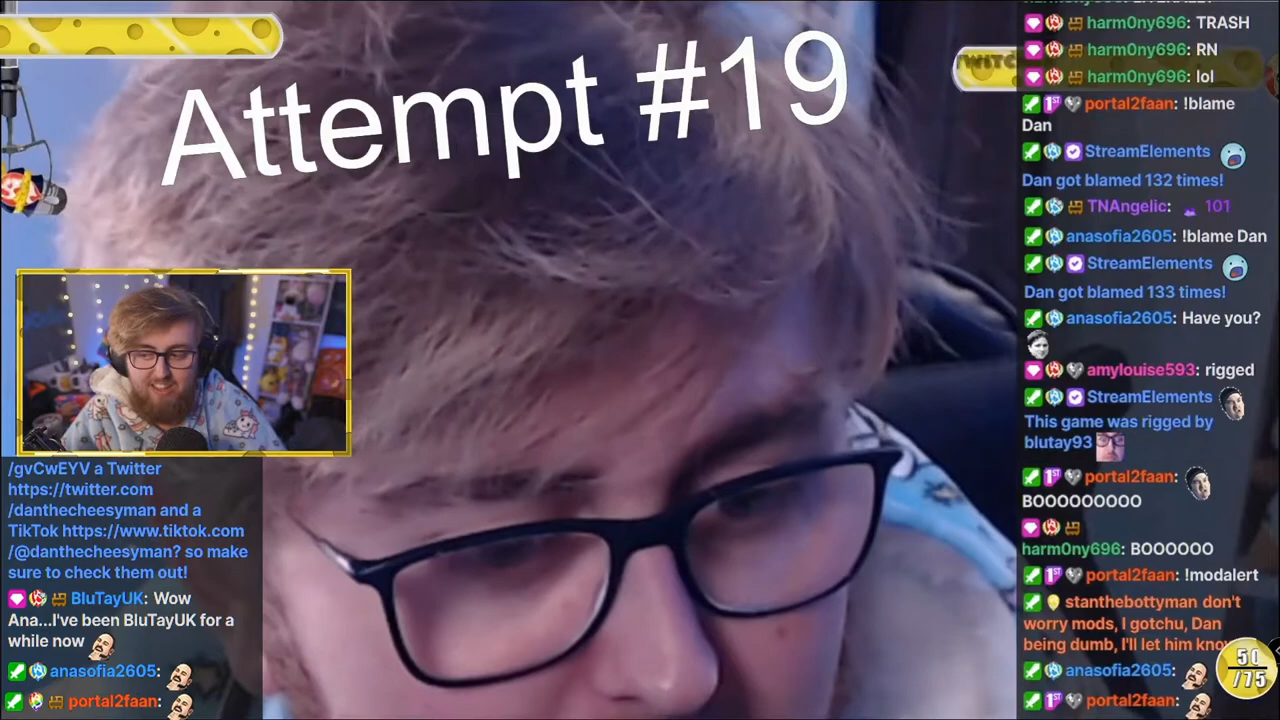 Attempt #19
TWITC
harm0ny696: TRASH
harm0ny696: RN
harm0ny696: lol
portal2faan: !blame
Dan
StreamElements
Dan got blamed 132 times!
TNAngelic: 101
anasofia2605: !blame Dan
StreamElements
Dan got blamed 133 times!
anasofia2605: Have you?
amylouise593: rigged
StreamElements
This game was rigged by
blutay93
portal2faan:
BOOOOOOOOO
harm0ny696: BOOOOOO
portal2faan: !modalert
stanthebottyman don't
worry mods, I gotchu, Dan
being dumb, I'll let him know
anasofia2605:
portal2faan:
50
/75
/gvCwEYV a Twitter
https://twitter.com
/danthecheesyman and a
TikTok https://www.tiktok.com
/@danthecheesyman? so make
sure to check them out!
BluTayUK: Wow
Ana...I've been BluTayUK for a
while now
anasofia2605:
portal2faan: